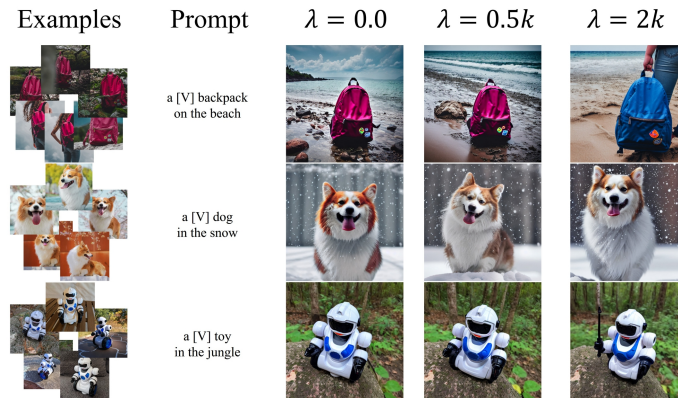 Examples Prompt λ = 0.0 λ = 0.5k λ = 2k
a [V] backpack
on the beach
a [V] dog
in the snow
a [V] toy
in the jungle